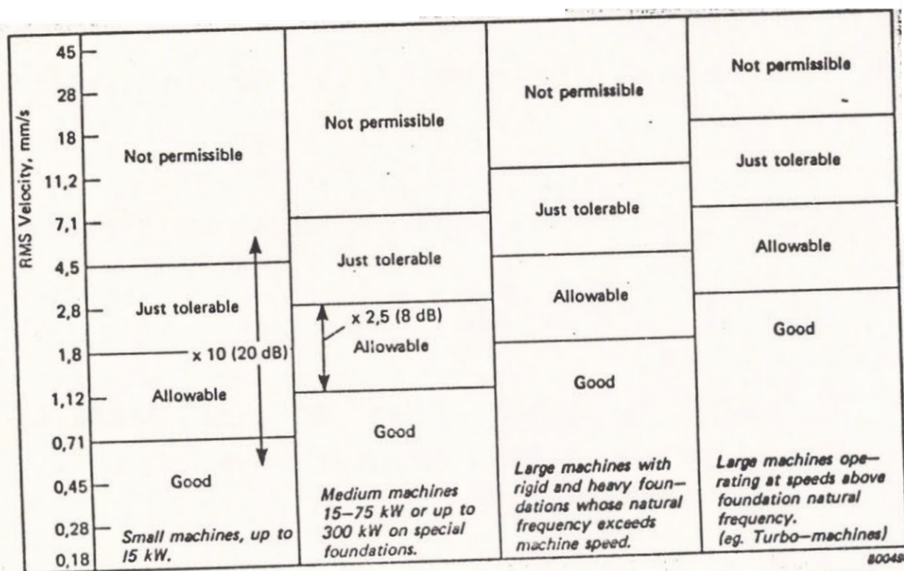 RMS Velocity, mm/s
45
28
18
11,2
7,1
4,5
2,8
1,8
1,12
0,71
0,45
0,28
0,18
Not permissible
Just tolerable
x 10 (20 dB)
Allowable
Good
Small machines, up to
15 kW.
Not permissible
Just tolerable
x 2,5 (8 dB)
Allowable
Good
Medium machines
15–75 kW or up to
300 kW on special
foundations.
Not permissible
Just tolerable
Allowable
Good
Large machines with
rigid and heavy foun–
dations whose natural
frequency exceeds
machine speed.
Not permissible
Just tolerable
Allowable
Good
Large machines ope–
rating at speeds above
foundation natural
frequency.
(eg. Turbo–machines)